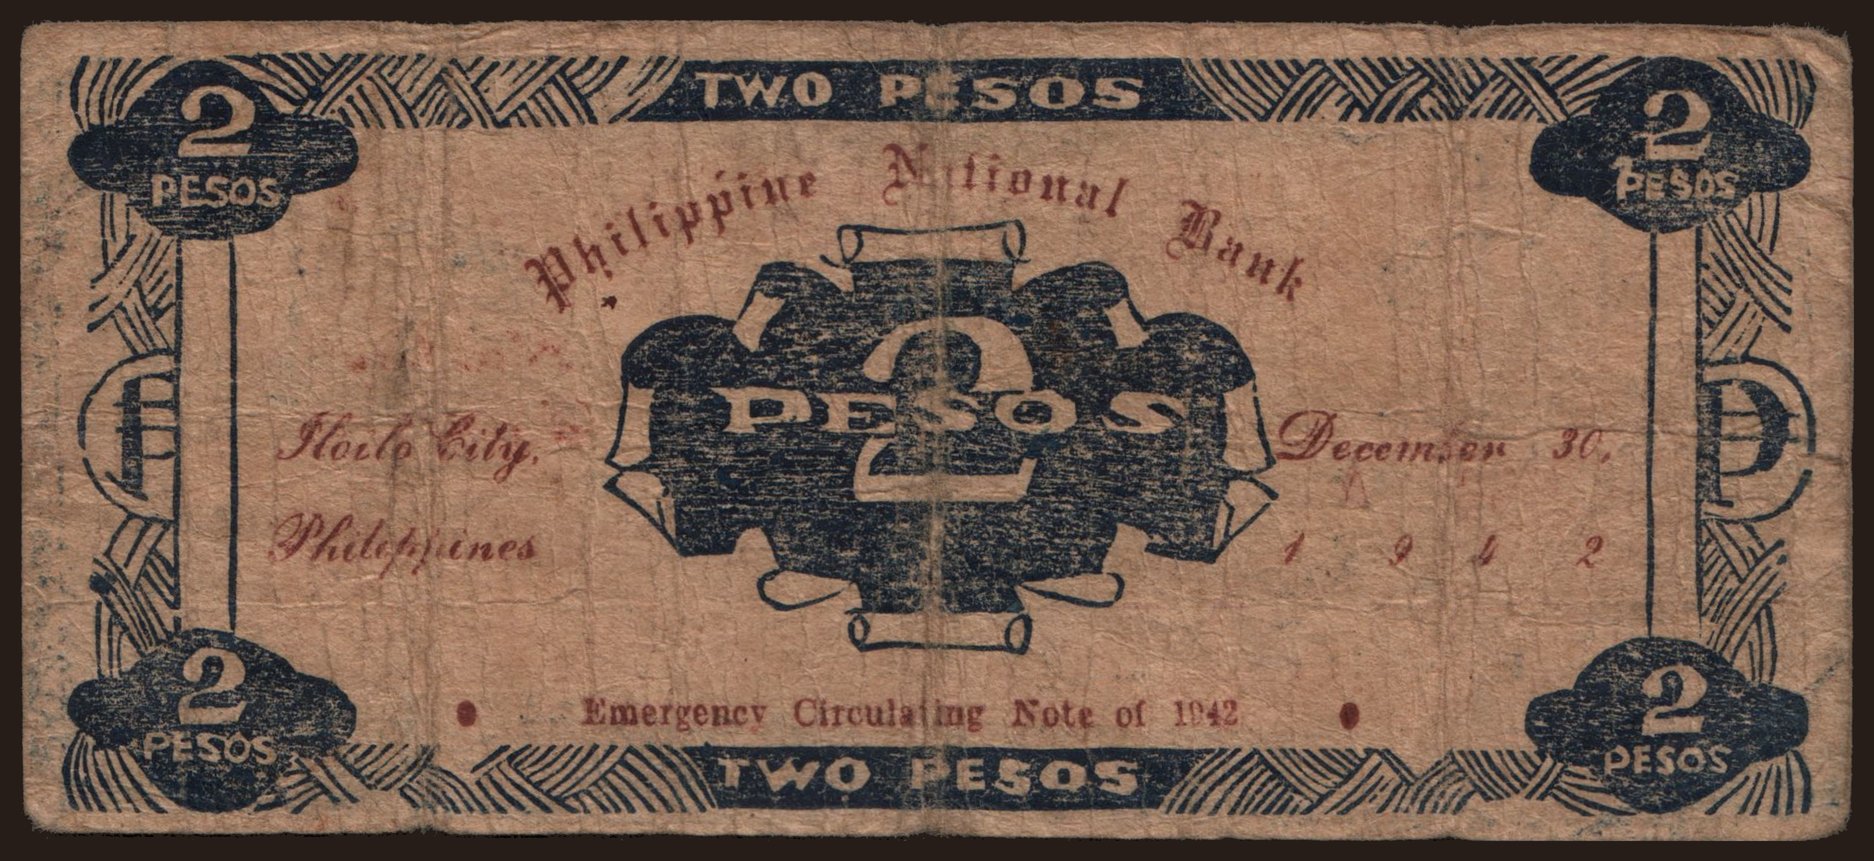 TWO PESOS
2
PESOS
2
PESOS
Philippine National Bank
2
PESOS
Iloilo City,
Philippines
December 30,
1942
Emergency Circulating Note of 1942
2
PESOS
2
PESOS
TWO PESOS